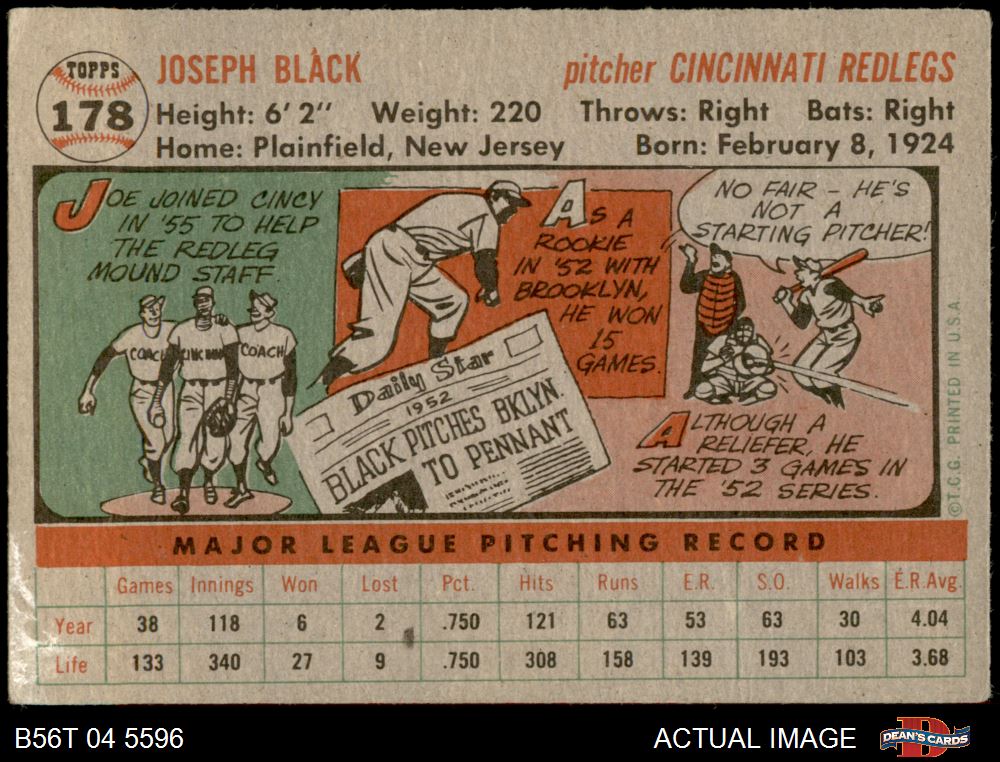 TOPPS
178
JOSEPH BLACK
pitcher CINCINNATI REDLEGS
Height: 6' 2" Weight: 220 Throws: Right Bats: Right
Home: Plainfield, New Jersey Born: February 8, 1924
JOE JOINED CINCY
IN '55 TO HELP
THE REDLEG
MOUND STAFF.
COACH
COACH
AS A
ROOKIE
IN '52 WITH
BROOKLYN,
HE WON
15
GAMES.
Daily Star
1952
BLACK PITCHES BKLYN.
TO PENNANT
NO FAIR – HE'S
NOT A
STARTING PITCHER!
ALTHOUGH A
RELIEFER, HE
STARTED 3 GAMES IN
THE '52 SERIES.
©T.C.G. PRINTED IN U.S.A.
MAJOR LEAGUE PITCHING RECORD
Games Innings Won Lost Pct. Hits Runs E.R. S.O. Walks E.R.Avg.
Year 38 118 6 2 .750 121 63 53 63 30 4.04
Life 133 340 27 9 .750 308 158 139 193 103 3.68
B56T 04 5596
ACTUAL IMAGE
D
DEAN'S CARDS